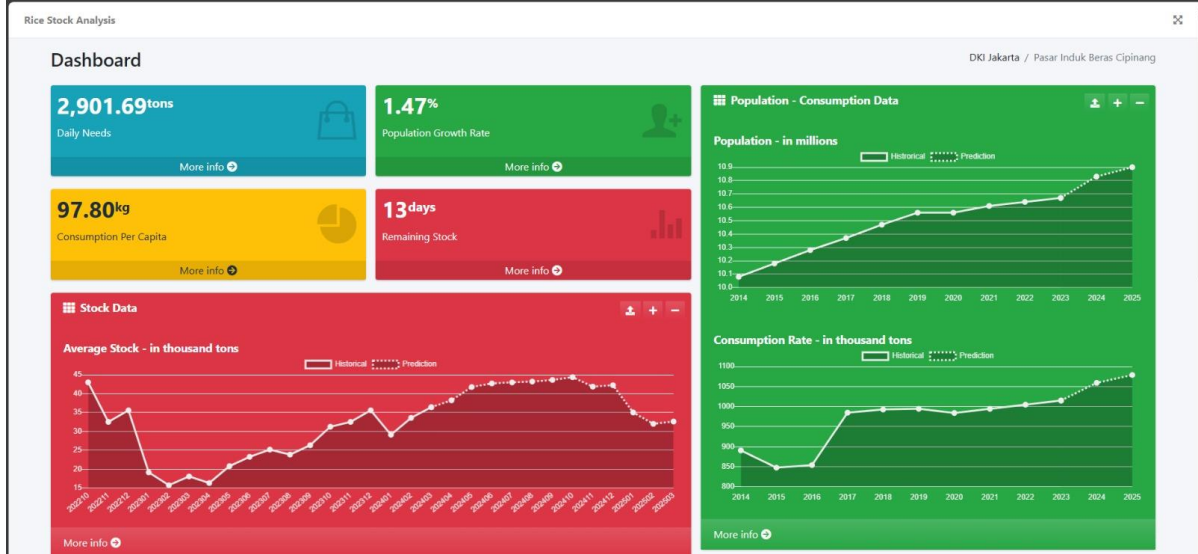 Rice Stock Analysis
Dashboard
DKI Jakarta / Pasar Induk Beras Cipinang
2,901.69tons
Daily Needs
More info
1.47%
Population Growth Rate
More info
97.80kg
Consumption Per Capita
More info
13days
Remaining Stock
More info
Stock Data
Average Stock - in thousand tons
Historical Prediction
45
40
35
30
25
20
15
202210 202211 202212 202301 202302 202303 202304 202305 202306 202307 202308 202309 202310 202311 202312 202401 202402 202403 202404 202405 202406 202407 202408 202409 202410 202411 202412 202501 202502 202503
More info
Population - Consumption Data
Population - in millions
Histrorical Prediction
10.9
10.8
10.7
10.6
10.5
10.4
10.3
10.2
10.1
10.0
2014 2015 2016 2017 2018 2019 2020 2021 2022 2023 2024 2025
Consumption Rate - in thousand tons
Historical Prediction
1100
1050
1000
950
900
850
800
2014 2015 2016 2017 2018 2019 2020 2021 2022 2023 2024 2025
More info